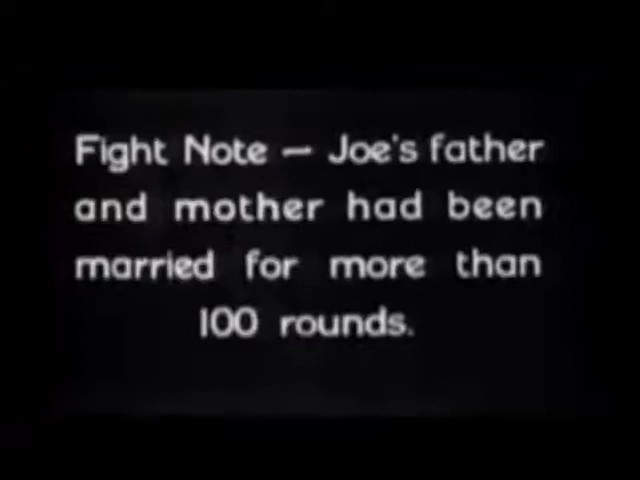 Fight Note — Joe's father
and mother had been
married for more than
100 rounds.